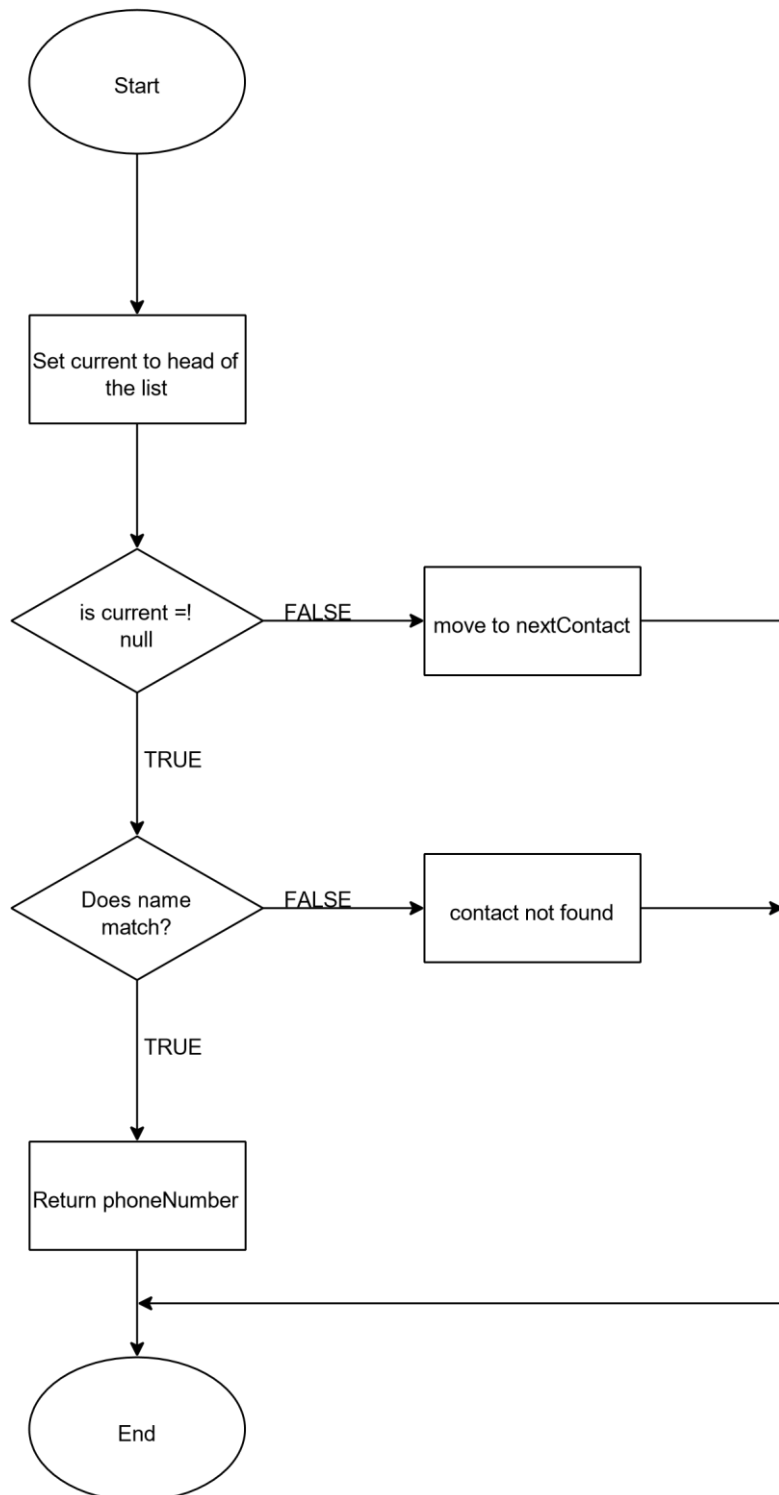 Start
Set current to head of
the list
is current =!
null
FALSE
move to nextContact
TRUE
Does name
match?
FALSE
contact not found
TRUE
Return phoneNumber
End